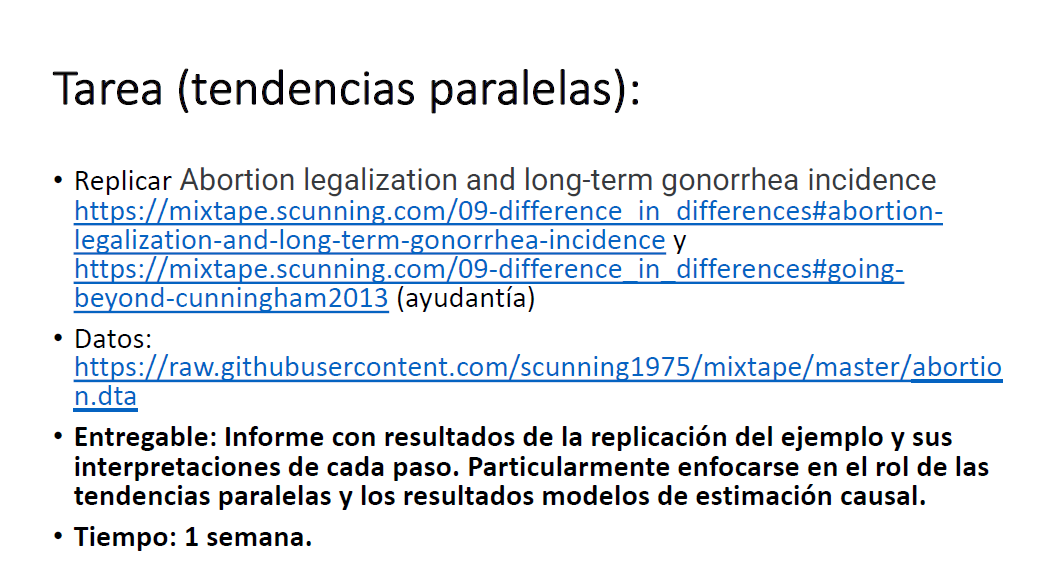 Tarea (tendencias paralelas):
• Replicar Abortion legalization and long-term gonorrhea incidence
https://mixtape.scunning.com/09-difference_in_differences#abortion-
legalization-and-long-term-gonorrhea-incidence y
https://mixtape.scunning.com/09-difference_in_differences#going-
beyond-cunningham2013 (ayudantía)
• Datos:
https://raw.githubusercontent.com/scunning1975/mixtape/master/abortio
n.dta
• Entregable: Informe con resultados de la replicación del ejemplo y sus
interpretaciones de cada paso. Particularmente enfocarse en el rol de las
tendencias paralelas y los resultados modelos de estimación causal.
• Tiempo: 1 semana.